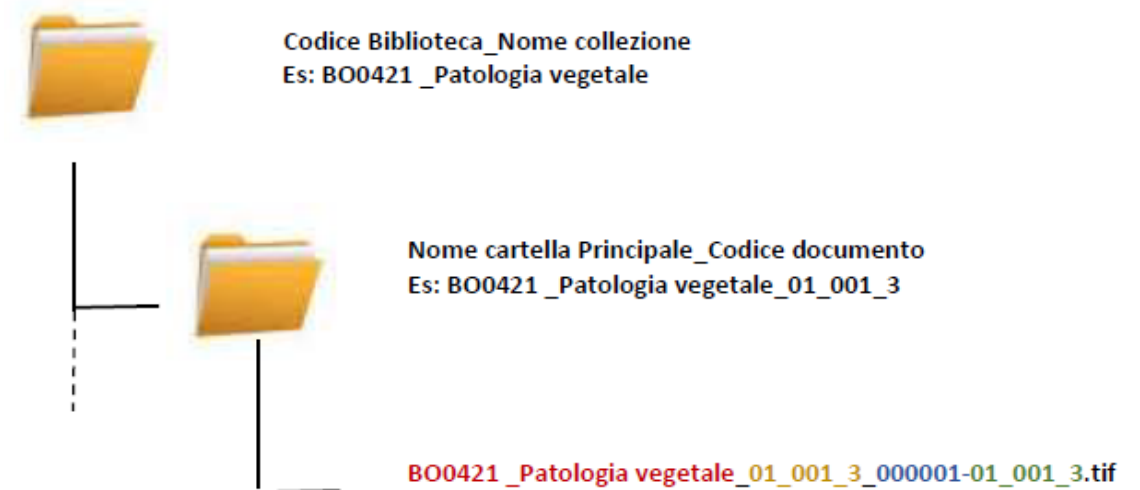 Codice Biblioteca_Nome collezione
Es: BO0421 _Patologia vegetale
Nome cartella Principale_Codice documento
Es: BO0421 _Patologia vegetale_01_001_3
BO0421 _Patologia vegetale_01_001_3_000001-01_001_3.tif